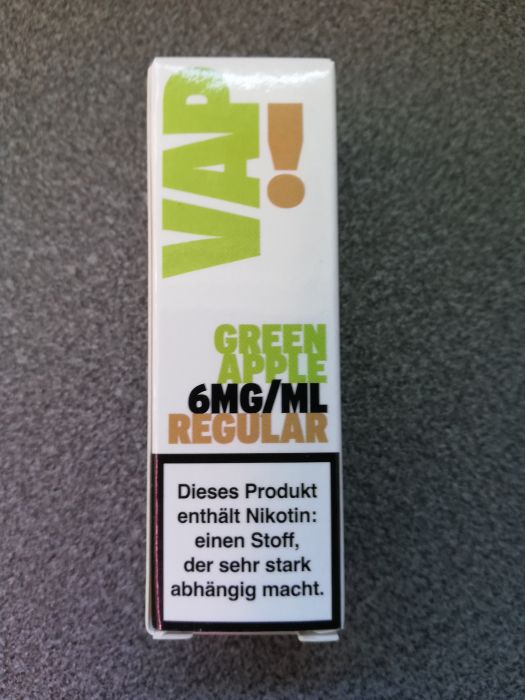 VAP!
GREEN
APPLE
6MG/ML
REGULAR
Dieses Produkt
enthält Nikotin:
einen Stoff,
der sehr stark
abhängig macht.